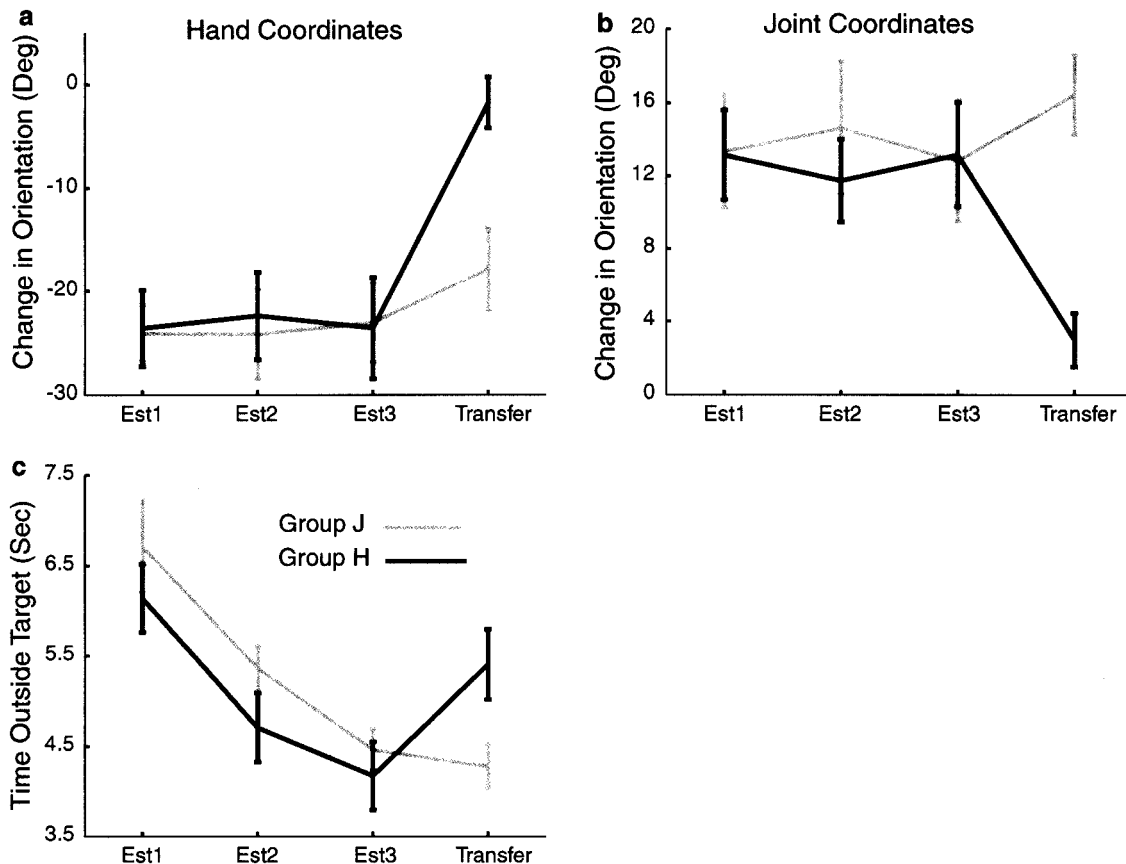 a
Hand Coordinates
Change in Orientation (Deg)
0
-10
-20
-30
Est1 Est2 Est3 Transfer
b
Joint Coordinates
Change in Orientation (Deg)
20
16
12
8
4
0
Est1 Est2 Est3 Transfer
c
Time Outside Target (Sec)
7.5
6.5
5.5
4.5
3.5
Group J
Group H
Est1 Est2 Est3 Transfer